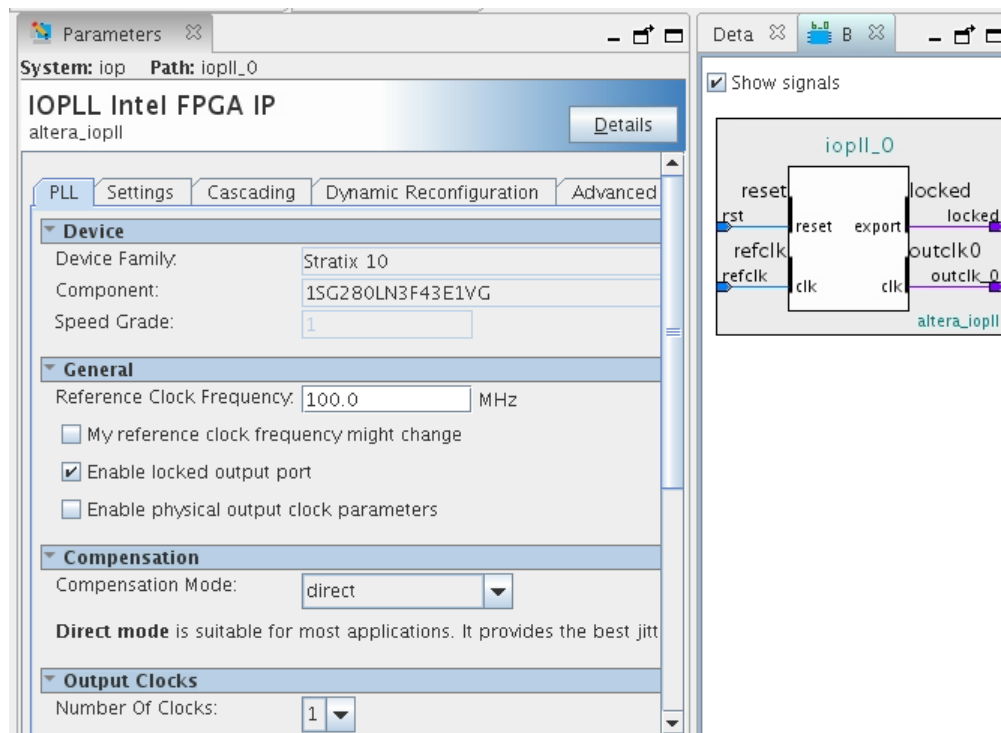 Parameters
System: iop Path: iopll_0
IOPLL Intel FPGA IP
altera_iopll
Details
PLL Settings Cascading Dynamic Reconfiguration Advanced
Device
Device Family: Stratix 10
Component: 1SG280LN3F43E1VG
Speed Grade: 1
General
Reference Clock Frequency: 100.0 MHz
My reference clock frequency might change
Enable locked output port
Enable physical output clock parameters
Compensation
Compensation Mode: direct
Direct mode is suitable for most applications. It provides the best jitt
Output Clocks
Number Of Clocks: 1
Deta B
Show signals
iopll_0
reset locked
rst locked
reset export
refclk outclk0
refclk outclk_0
clk clk
altera_iopll